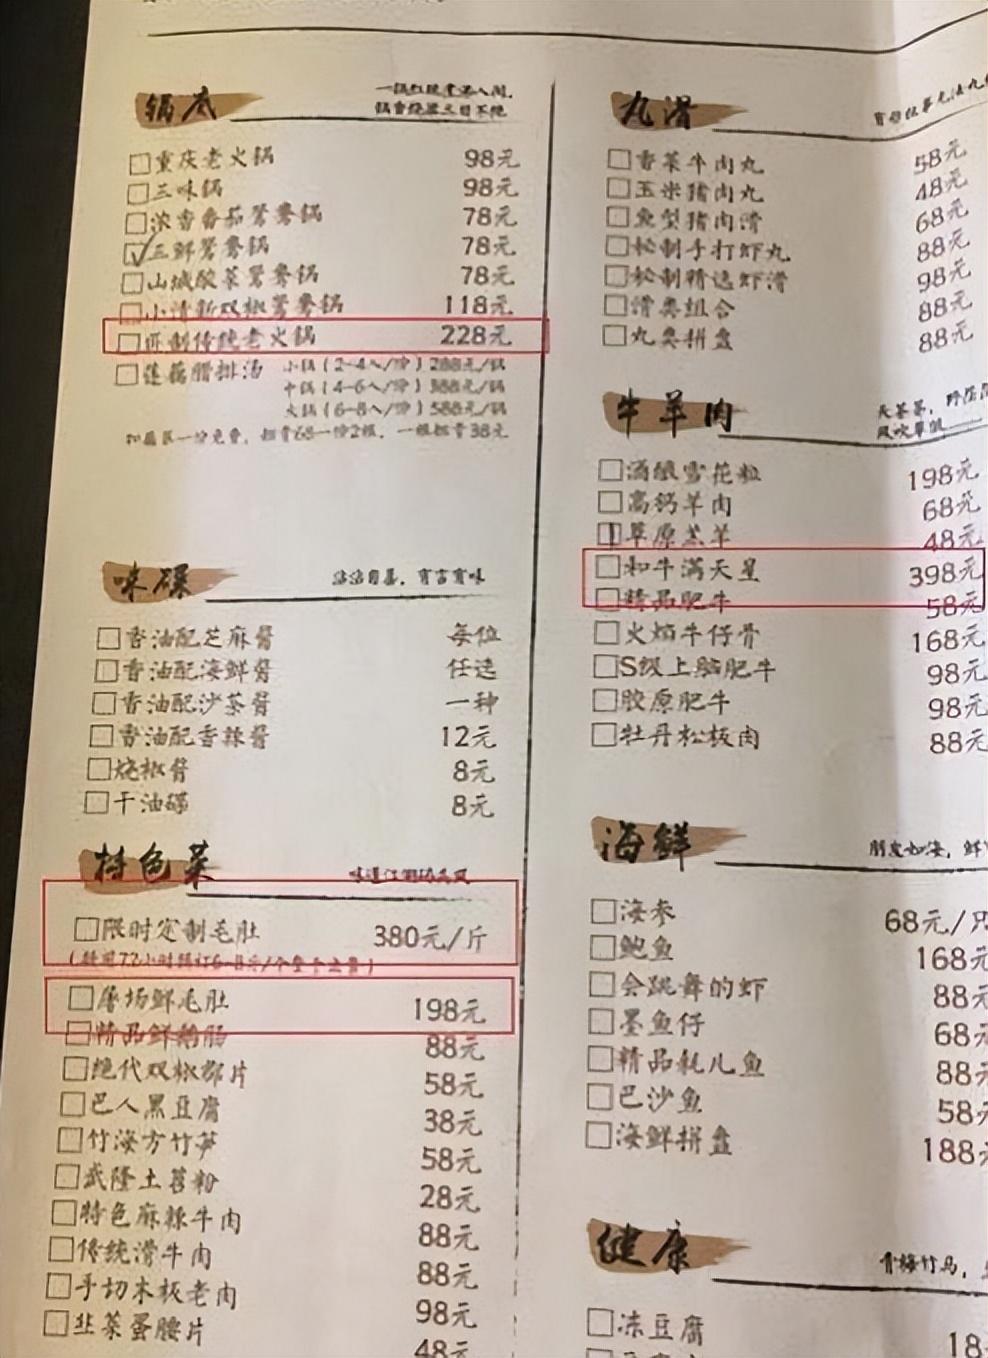 锅底
重庆老火锅 98元
三味锅 98元
浓香番茄鸳鸯锅 78元
三鲜鸳鸯锅 78元
山城酸菜鸳鸯锅 78元
小清新双椒鸳鸯锅 118元
传统老火锅 228元
莲藕腊排汤 小锅(2-4人/份)288元/锅
中锅(4-6人/份)388元/锅
大锅(6-8人/份)588元/锅
味碟
香油配芝麻酱 每位
香油配海鲜酱 任选
香油配沙茶酱 一种
香油配香辣酱 12元
烧椒酱 8元
干油碟 8元
特色菜
限时定制毛肚 380元/斤
屠场鲜毛肚 198元
精品鲜鹅肠 88元
绝代双椒郡片 58元
巴人黑豆腐 38元
竹海方竹笋 58元
武隆土苕粉 28元
特色麻辣牛肉 88元
传统滑牛肉 88元
手切木板老肉 98元
韭菜蛋腰片 48元
丸滑
香菜牛肉丸 58元
玉米猪肉丸 48元
鱼型猪肉滑 68元
秘制手打虾丸 88元
秘制精选虾滑 98元
滑类组合 88元
丸类拼盘 88元
牛羊肉
酒酿雪花粒 198元
高钙羊肉 68元
草原羔羊 48元
和牛满天星 398元
精品肥牛 58元
火焰牛仔骨 168元
S级上脑肥牛 98元
胶原肥牛 98元
牡丹松板肉 88元
海鲜
海参 68元/只
鲍鱼 168元
会跳舞的虾 88元
墨鱼仔 68元
精品耗儿鱼 88元
巴沙鱼 58元
海鲜拼盘 188元
健康
青梅竹马,
冻豆腐 18